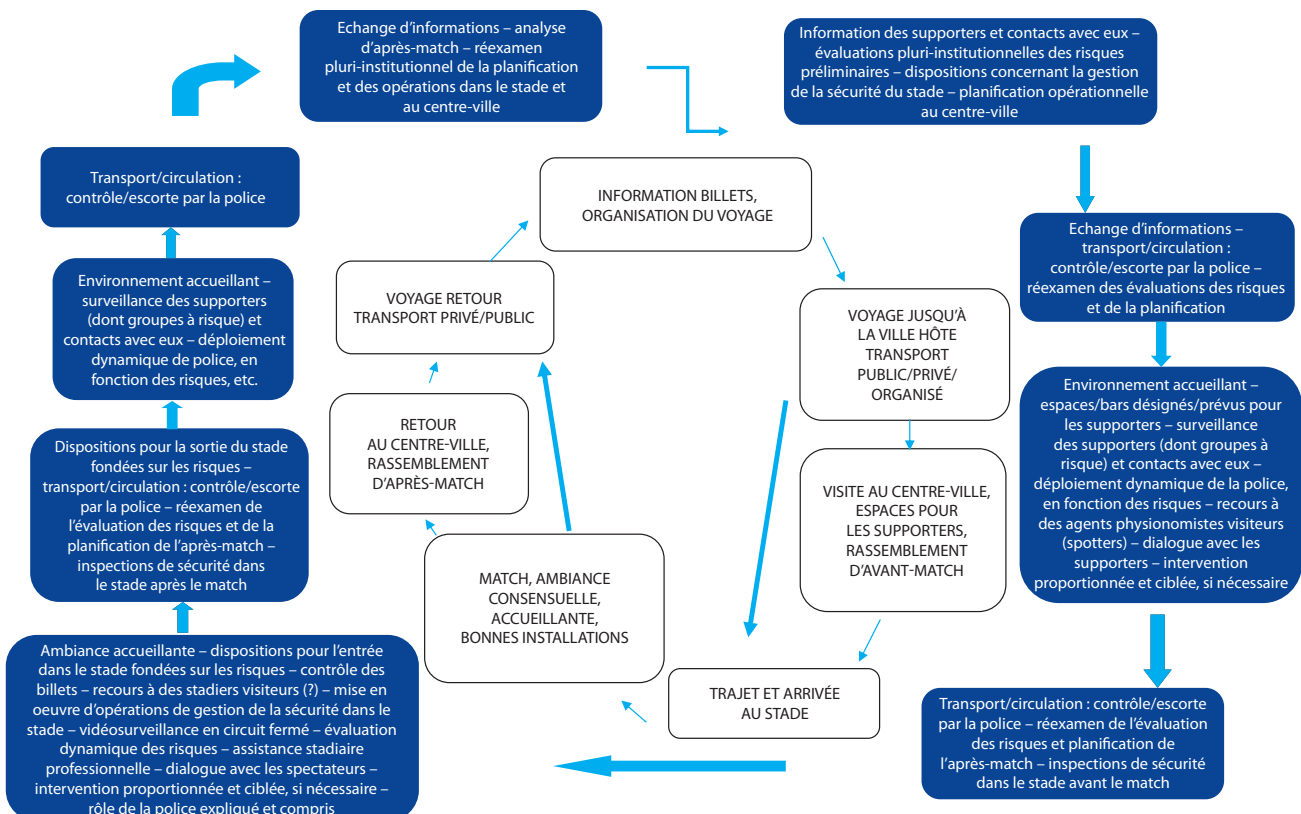 Echange d'informations – analyse
d'après-match – réexamen
pluri-institutionnel de la planification
et des opérations dans le stade et
au centre-ville
Information des supporters et contacts avec eux –
évaluations pluri-institutionnelles des risques
préliminaires – dispositions concernant la gestion
de la sécurité du stade – planification opérationnelle
au centre-ville
Transport/circulation :
contrôle/escorte par la police
INFORMATION BILLETS,
ORGANISATION DU VOYAGE
Echange d'informations –
transport/circulation :
contrôle/escorte par la police –
réexamen des évaluations des risques
et de la planification
Environnement accueillant –
surveillance des supporters
(dont groupes à risque) et
contacts avec eux – déploiement
dynamique de police, en
fonction des risques, etc.
VOYAGE RETOUR
TRANSPORT PRIVÉ/PUBLIC
VOYAGE JUSQU'À
LA VILLE HÔTE
TRANSPORT
PUBLIC/PRIVÉ/
ORGANISÉ
Environnement accueillant –
espaces/bars désignés/prévus pour
les supporters – surveillance
des supporters (dont groupes à
risque) et contacts avec eux –
déploiement dynamique de la police,
en fonction des risques – recours à
des agents physionomistes visiteurs
(spotters) – dialogue avec les
supporters – intervention
proportionnée et ciblée, si nécessaire
RETOUR
AU CENTRE-VILLE,
RASSEMBLEMENT
D'APRÈS-MATCH
Dispositions pour la sortie du stade
fondées sur les risques –
transport/circulation : contrôle/escorte
par la police – réexamen de
l'évaluation des risques et de la
planification de l'après-match –
inspections de sécurité dans
le stade après le match
VISITE AU CENTRE-VILLE,
ESPACES POUR
LES SUPPORTERS,
RASSEMBLEMENT
D'AVANT-MATCH
MATCH, AMBIANCE
CONSENSUELLE,
ACCUEILLANTE,
BONNES INSTALLATIONS
Ambiance accueillante – dispositions pour l'entrée
dans le stade fondées sur les risques – contrôle des
billets – recours à des stadiers visiteurs (?) – mise en
oeuvre d'opérations de gestion de la sécurité dans le
stade – vidéosurveillance en circuit fermé – évaluation
dynamique des risques – assistance stadiaire
professionnelle – dialogue avec les spectateurs –
intervention proportionnée et ciblée, si nécessaire –
rôle de la police expliqué et compris
TRAJET ET ARRIVÉE
AU STADE
Transport/circulation : contrôle/escorte
par la police – réexamen de l'évaluation
des risques et planification de
l'après-match – inspections de sécurité
dans le stade avant le match